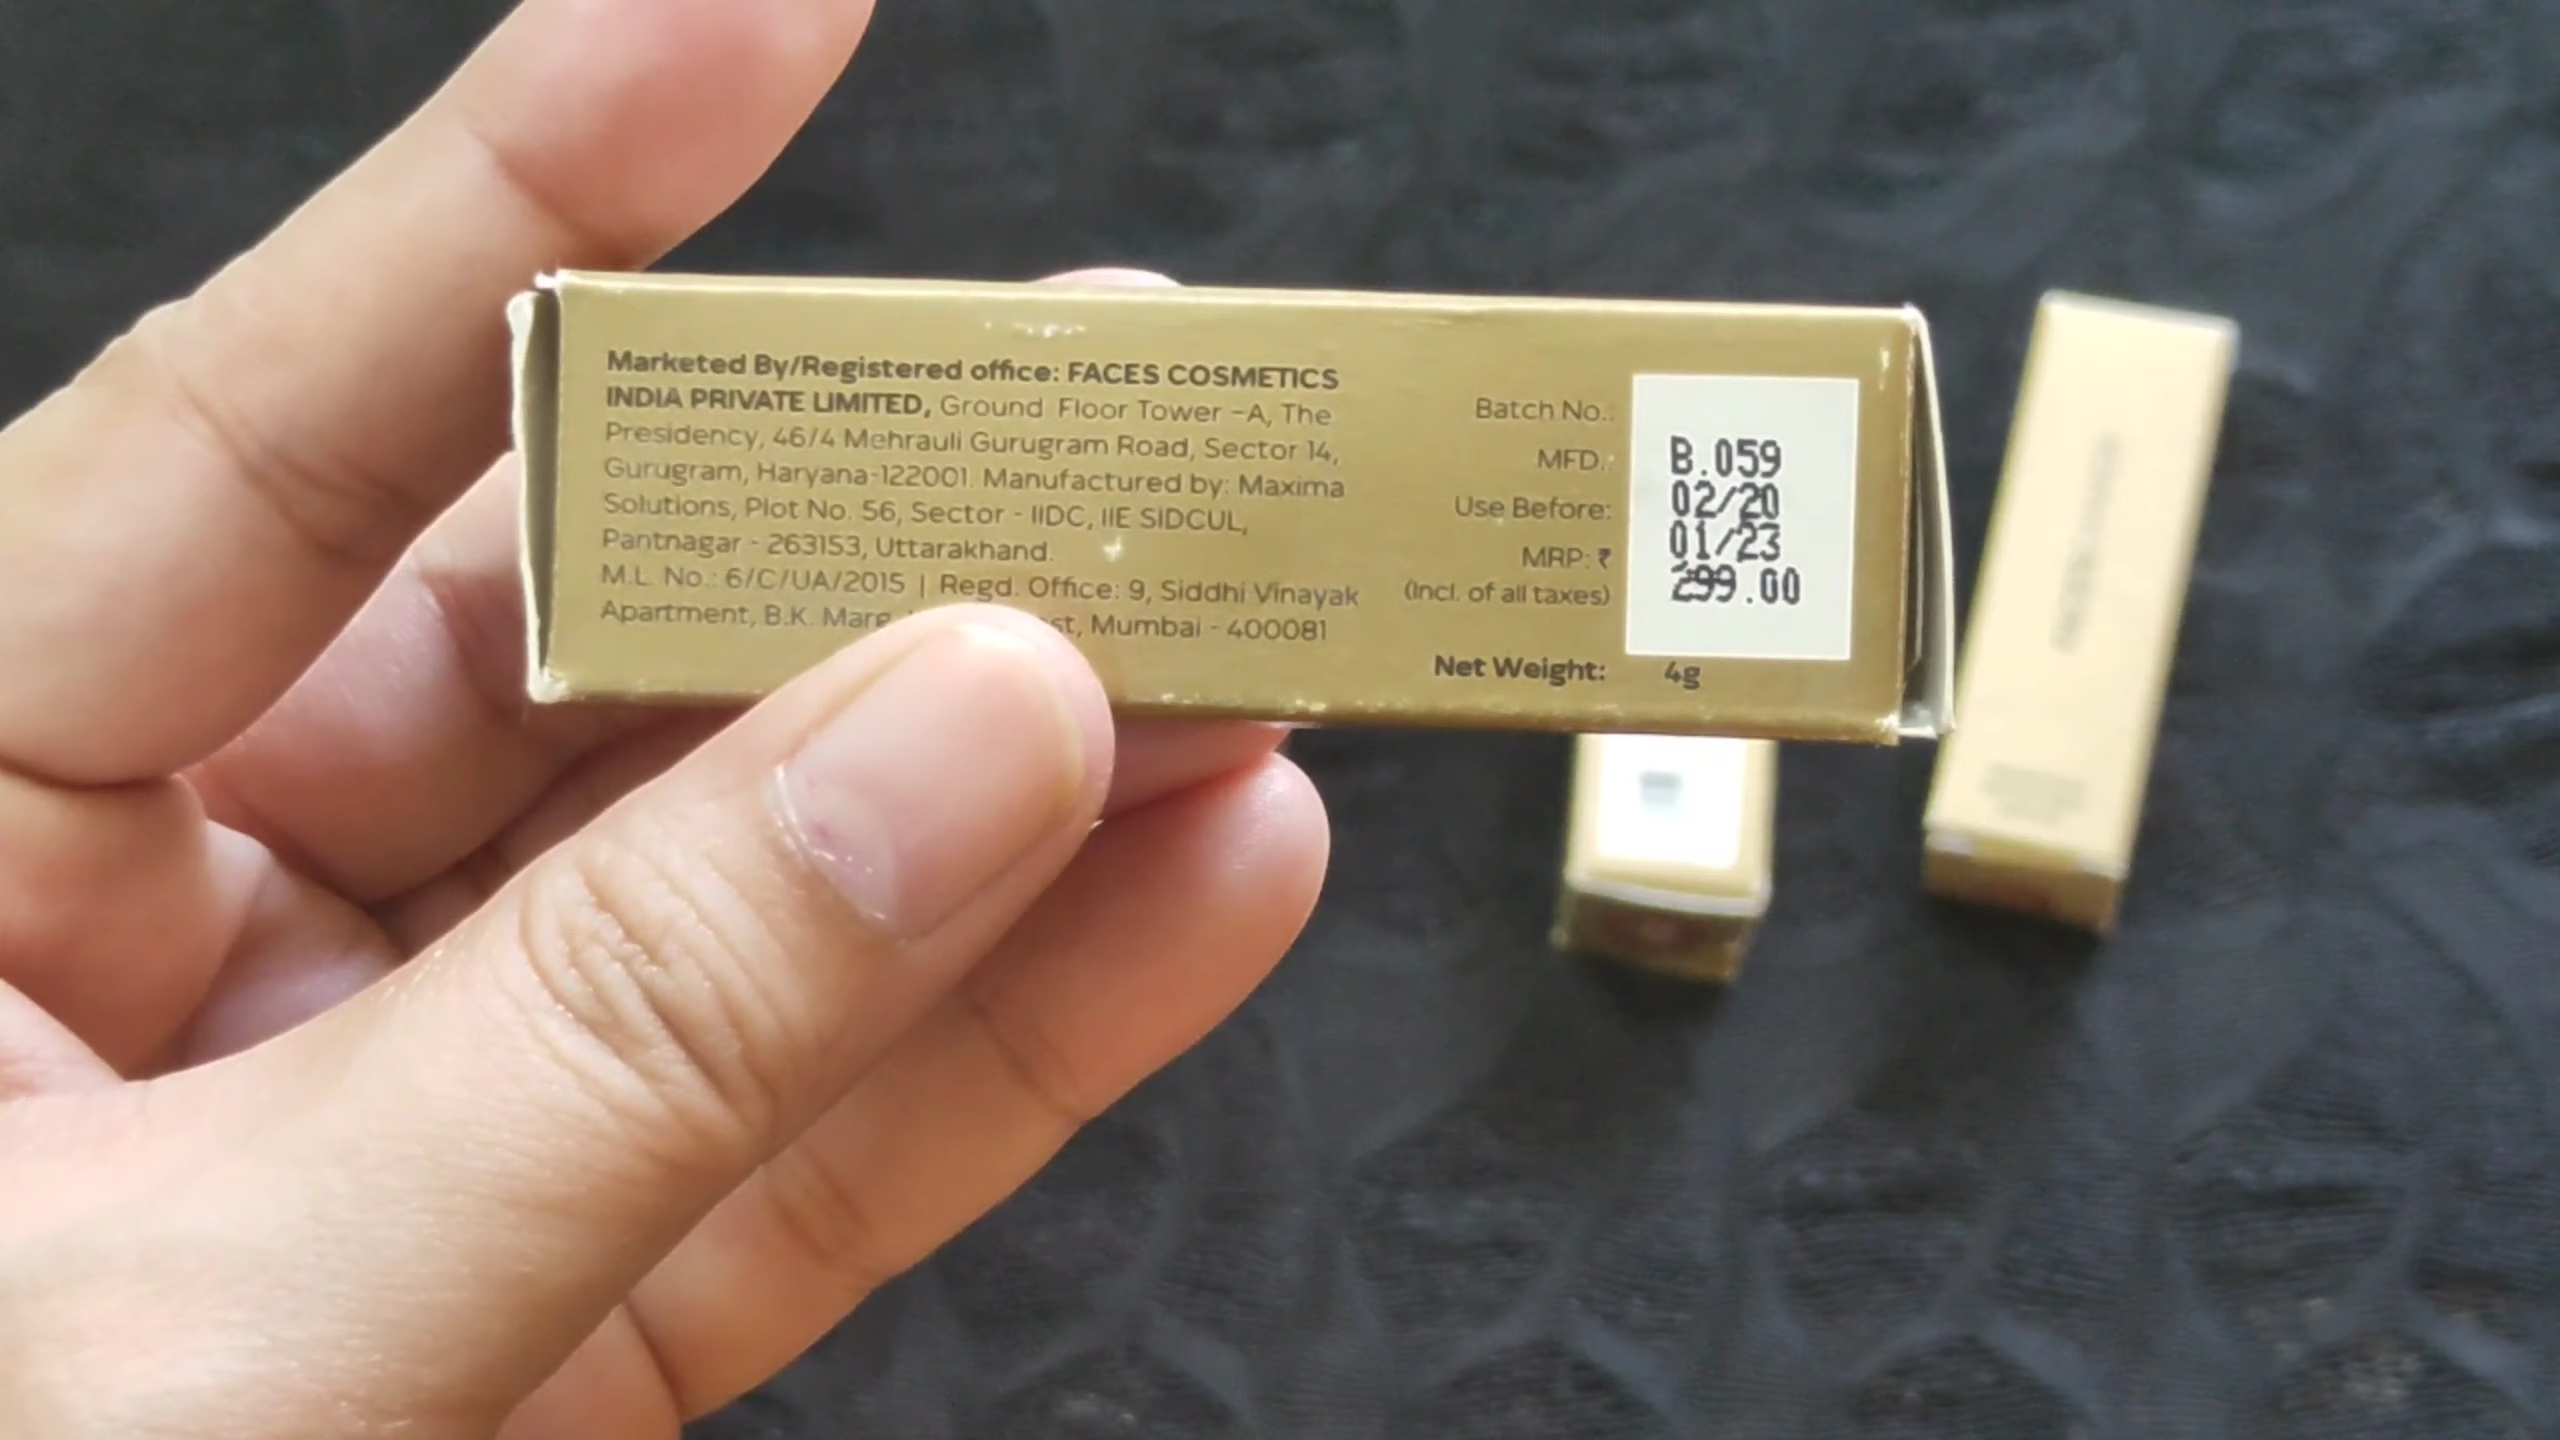 Marketed By/Registered office: FACES COSMETICS
INDIA PRIVATE LIMITED, Ground Floor Tower -A, The
Presidency, 46/4 Mehrauli Gurugram Road, Sector 14,
Gurugram, Haryana-122001. Manufactured by: Maxima
Solutions, Plot No. 56, Sector - IIDC, IIE SIDCUL,
Pantnagar - 263153, Uttarakhand.
M.L. No.: 6/C/UA/2015 | Regd. Office: 9, Siddhi Vinayak
Apartment, B.K. Marg Mumbai - 400081
Batch No.:
MFD.:
Use Before:
MRP: ₹
(Incl. of all taxes)
B.059
02/20
01/23
299.00
Net Weight: 4g